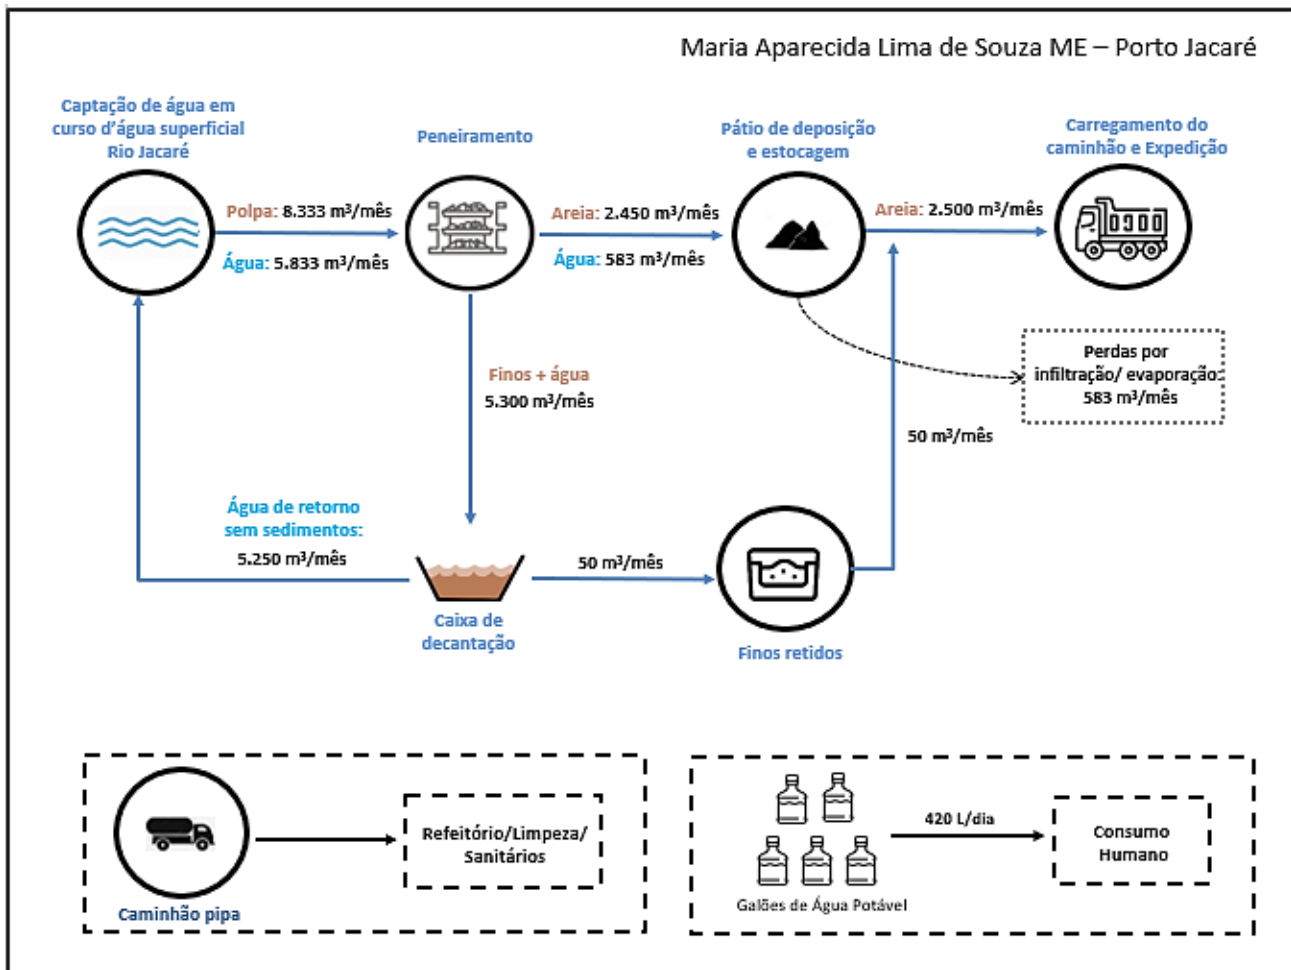 Maria Aparecida Lima de Souza ME – Porto Jacaré
Captação de água em
curso d'água superficial
Rio Jacaré
Peneiramento
Pátio de deposição
e estocagem
Carregamento do
caminhão e Expedição
Polpa: 8.333 m³/mês
Água: 5.833 m³/mês
Areia: 2.450 m³/mês
Água: 583 m³/mês
Areia: 2.500 m³/mês
Perdas por
infiltração/ evaporação:
583 m³/mês
Finos + água
5.300 m³/mês
50 m³/mês
Água de retorno
sem sedimentos:
5.250 m³/mês
50 m³/mês
Caixa de
decantação
Finos retidos
Refeitório/Limpeza/
Sanitários
Caminhão pipa
420 L/dia
Consumo
Humano
Galões de Água Potável